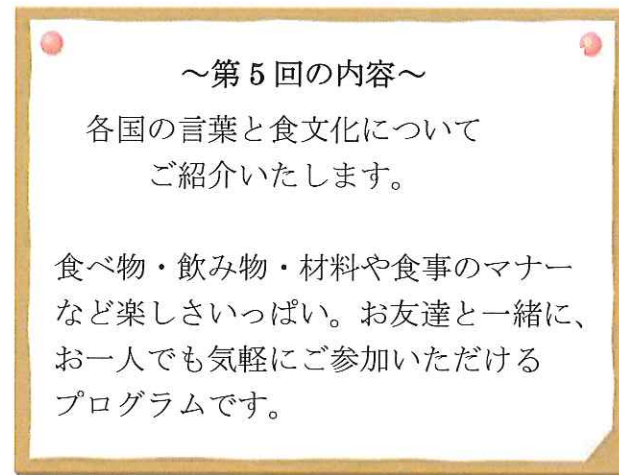 ～第5回の内容～
各国の言葉と食文化について
ご紹介いたします。
食べ物・飲み物・材料や食事のマナー
など楽しさいっぱい。お友達と一緒に、
お一人でも気軽にご参加いただける
プログラムです。